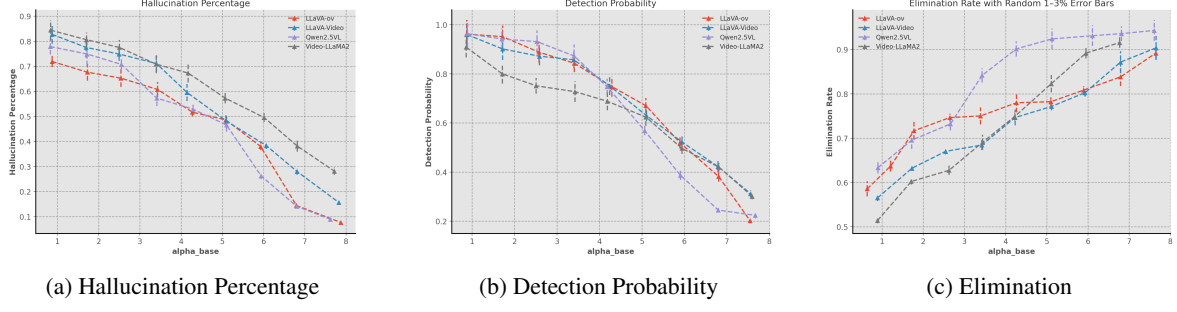 Hallucination Percentage
Hallucination Percentage
0.9
0.8
0.7
0.6
0.5
0.4
0.3
0.2
0.1
1 2 3 4 5 6 7 8
alpha_base
LLaVA-ov
LLaVA-Video
Qwen2.5VL
Video-LLaMA2
(a) Hallucination Percentage
Detection Probability
Detection Probability
1.0
0.8
0.6
0.4
0.2
1 2 3 4 5 6 7 8
alpha_base
LLaVA-ov
LLaVA-Video
Qwen2.5VL
Video-LLaMA2
(b) Detection Probability
Elimination Rate with Random 1–3% Error Bars
Elimination Rate
0.9
0.8
0.7
0.6
0.5
1 2 3 4 5 6 7 8
alpha_base
LLaVA-ov
LLaVA-Video
Qwen2.5VL
Video-LLaMA2
(c) Elimination